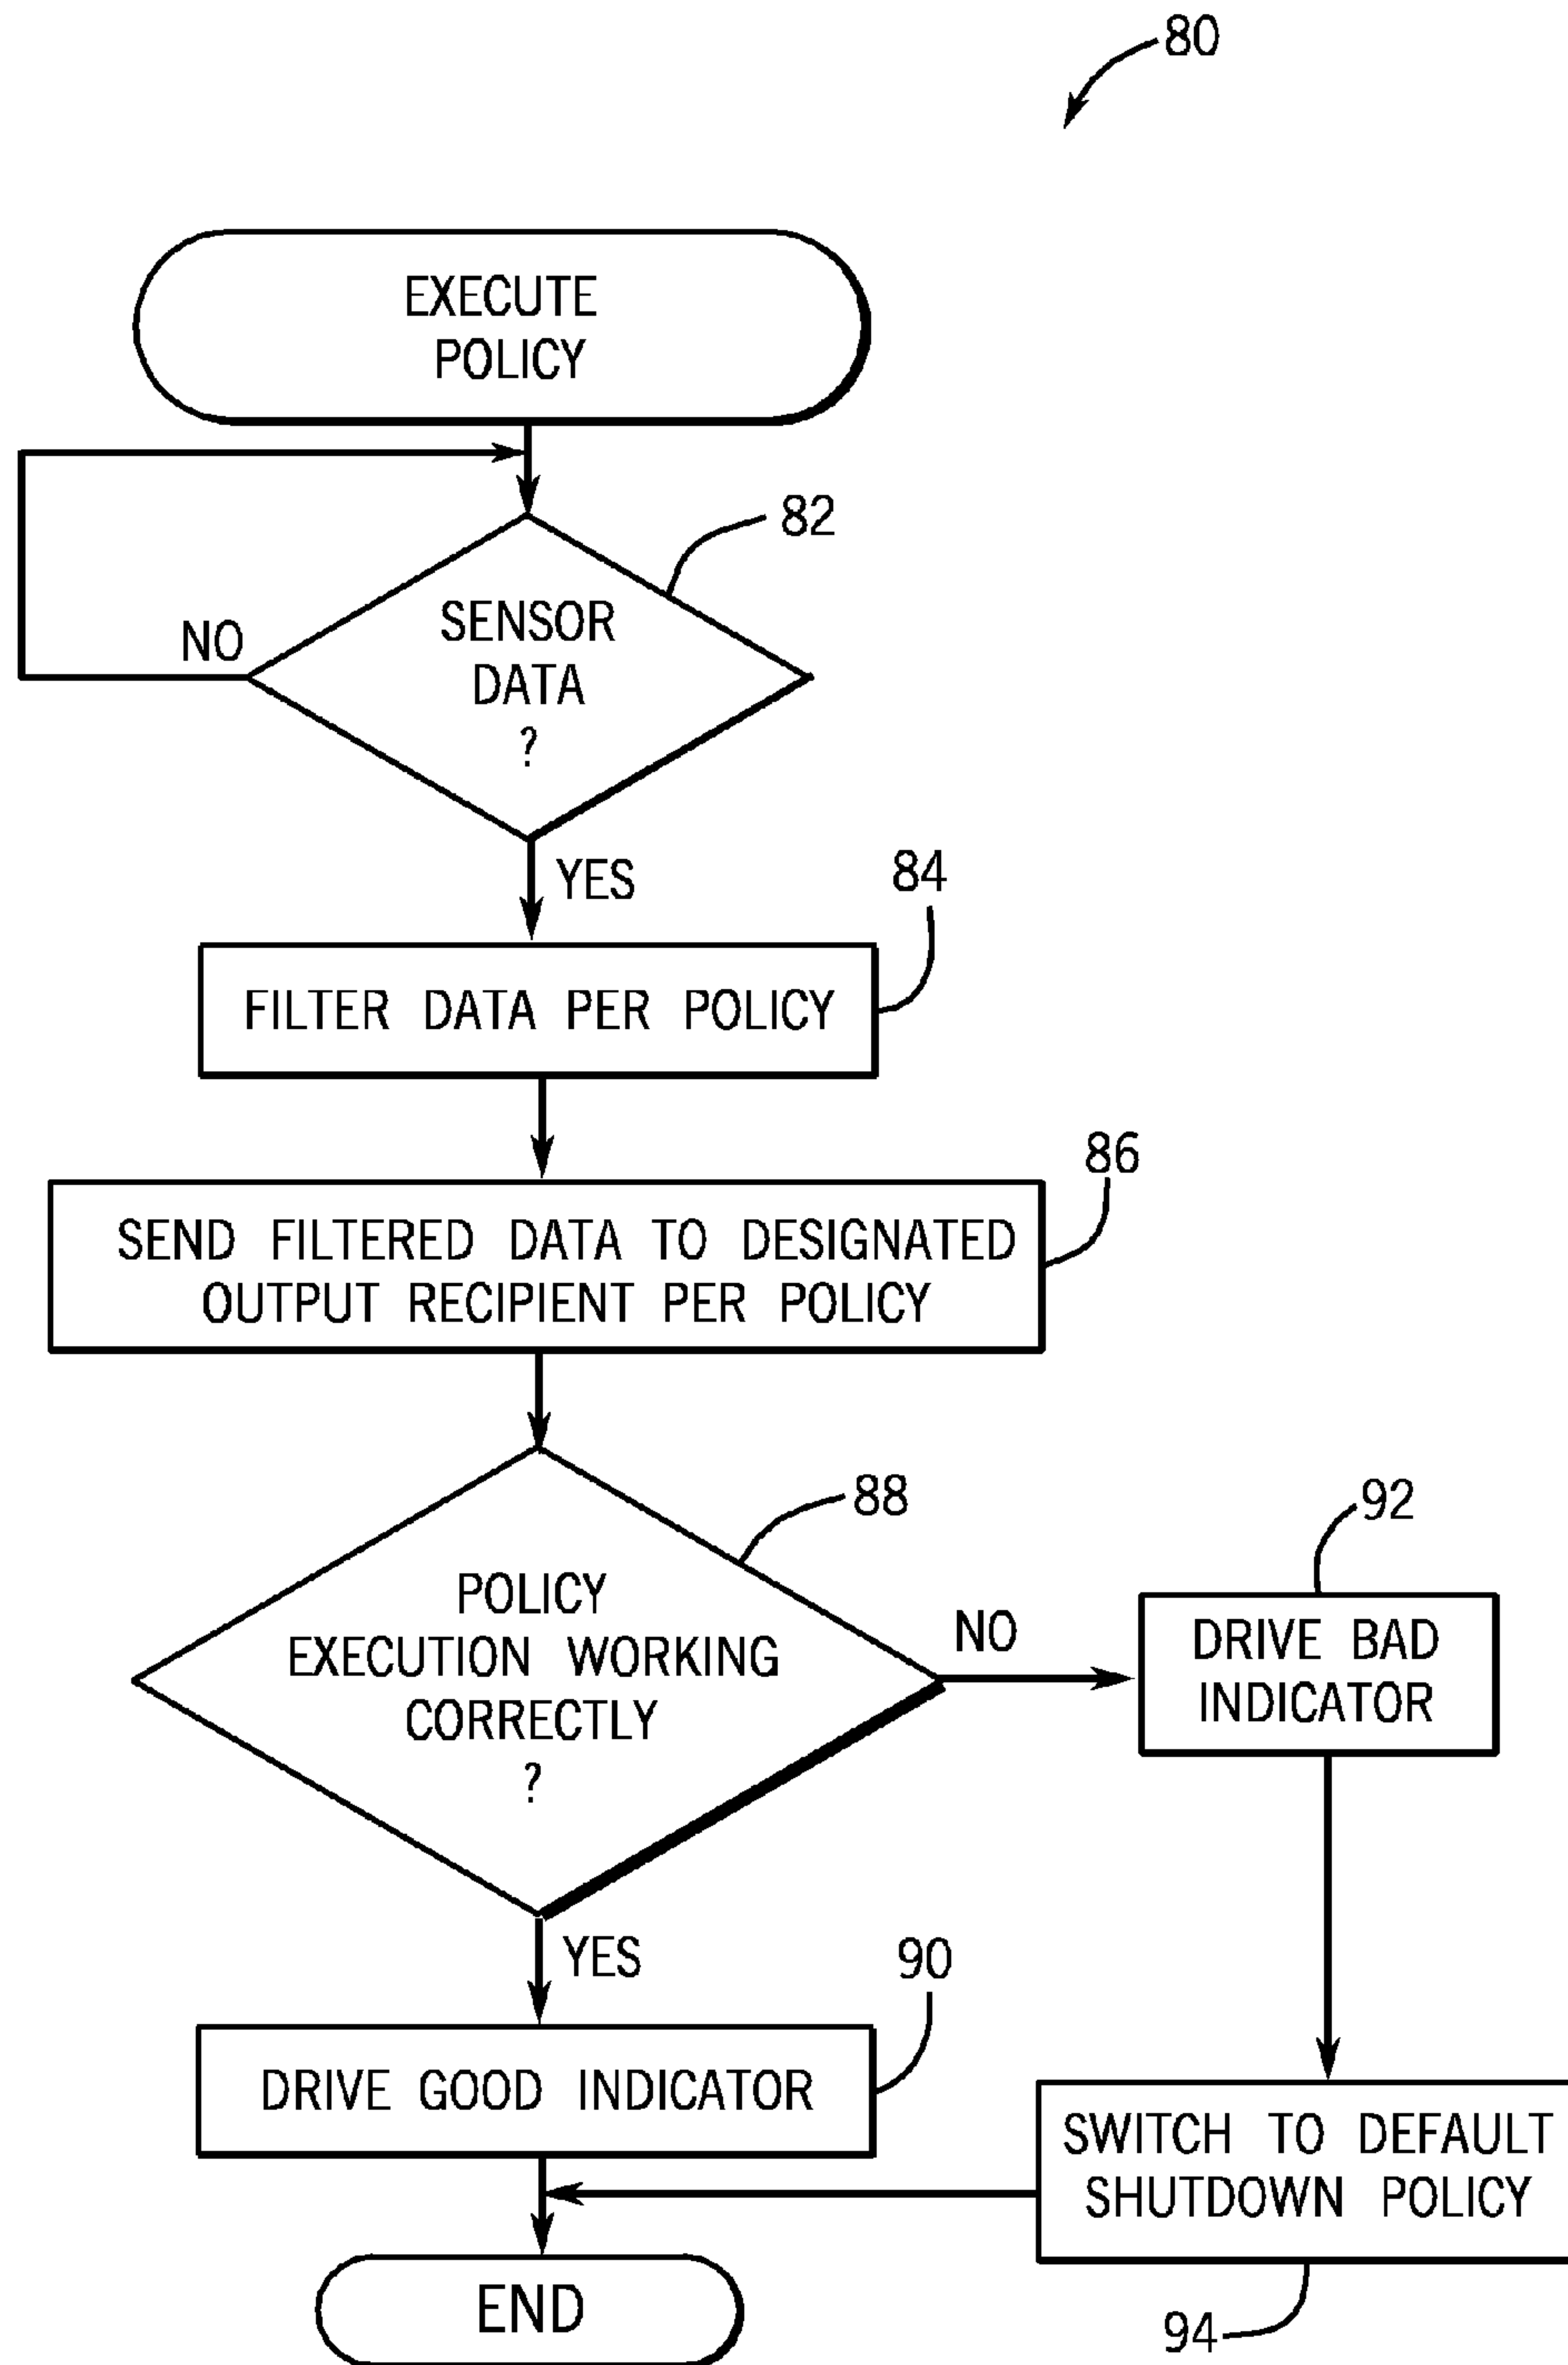 80
EXECUTE
POLICY
82
SENSOR
DATA
?
NO
YES
84
FILTER DATA PER POLICY
86
SEND FILTERED DATA TO DESIGNATED
OUTPUT RECIPIENT PER POLICY
88
POLICY
EXECUTION WORKING
CORRECTLY
?
NO
92
DRIVE BAD
INDICATOR
YES
90
DRIVE GOOD INDICATOR
SWITCH TO DEFAULT
SHUTDOWN POLICY
94
END